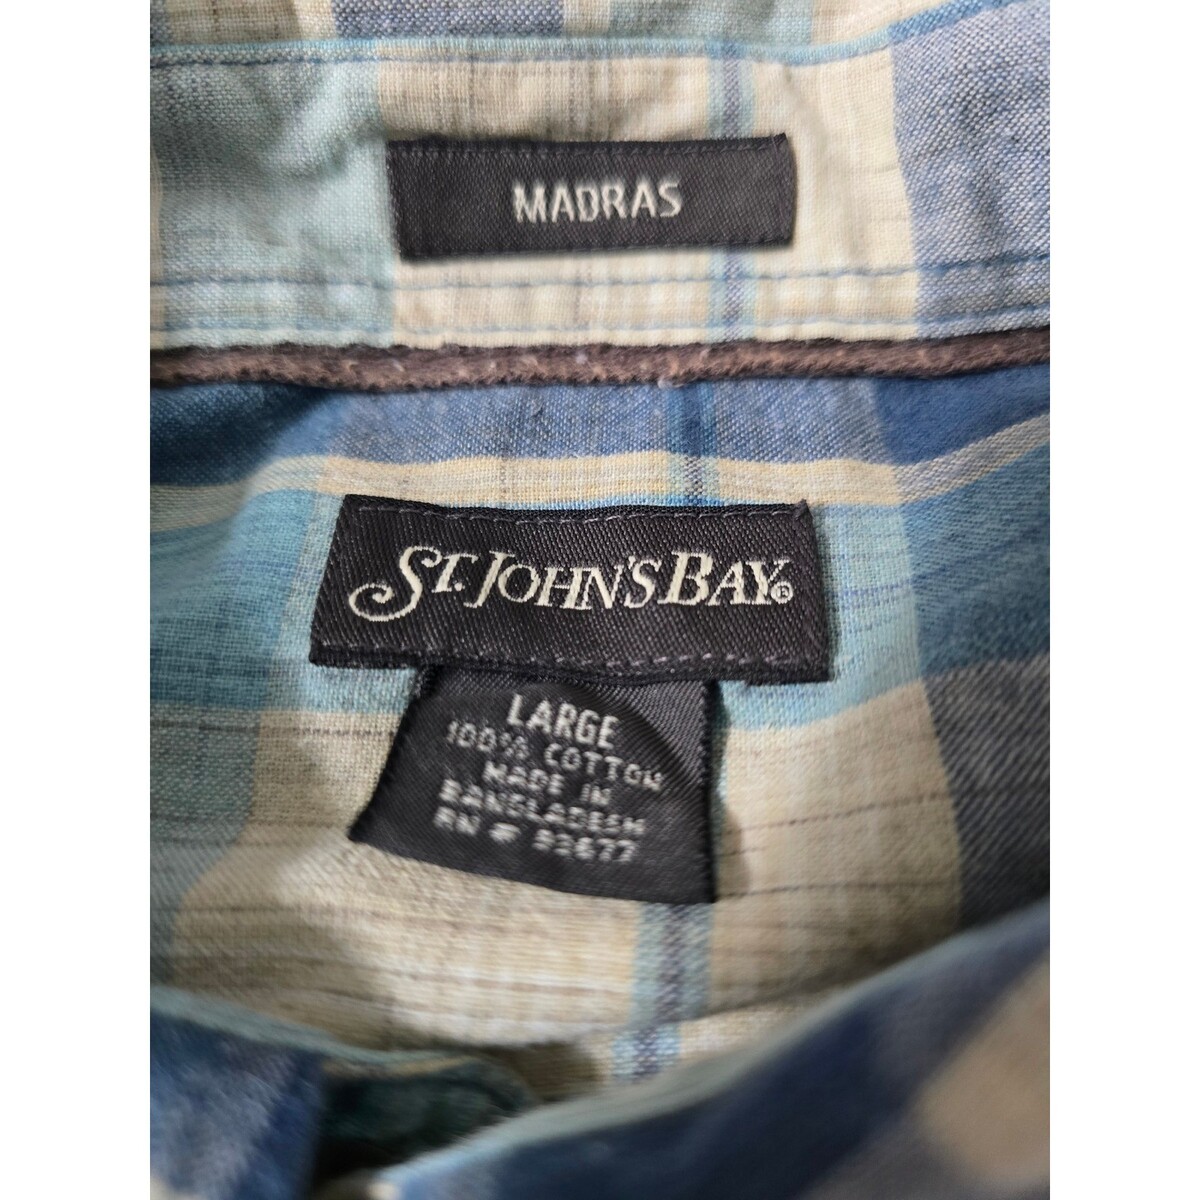 MADRAS
ST. JOHN'S BAY®
LARGE
100% COTTON
MADE IN
BANGLADESH
RN # 93677